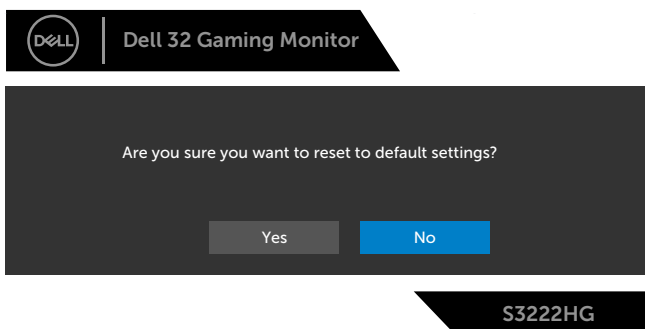 DELL
Dell 32 Gaming Monitor
Are you sure you want to reset to default settings?
Yes No
S3222HG